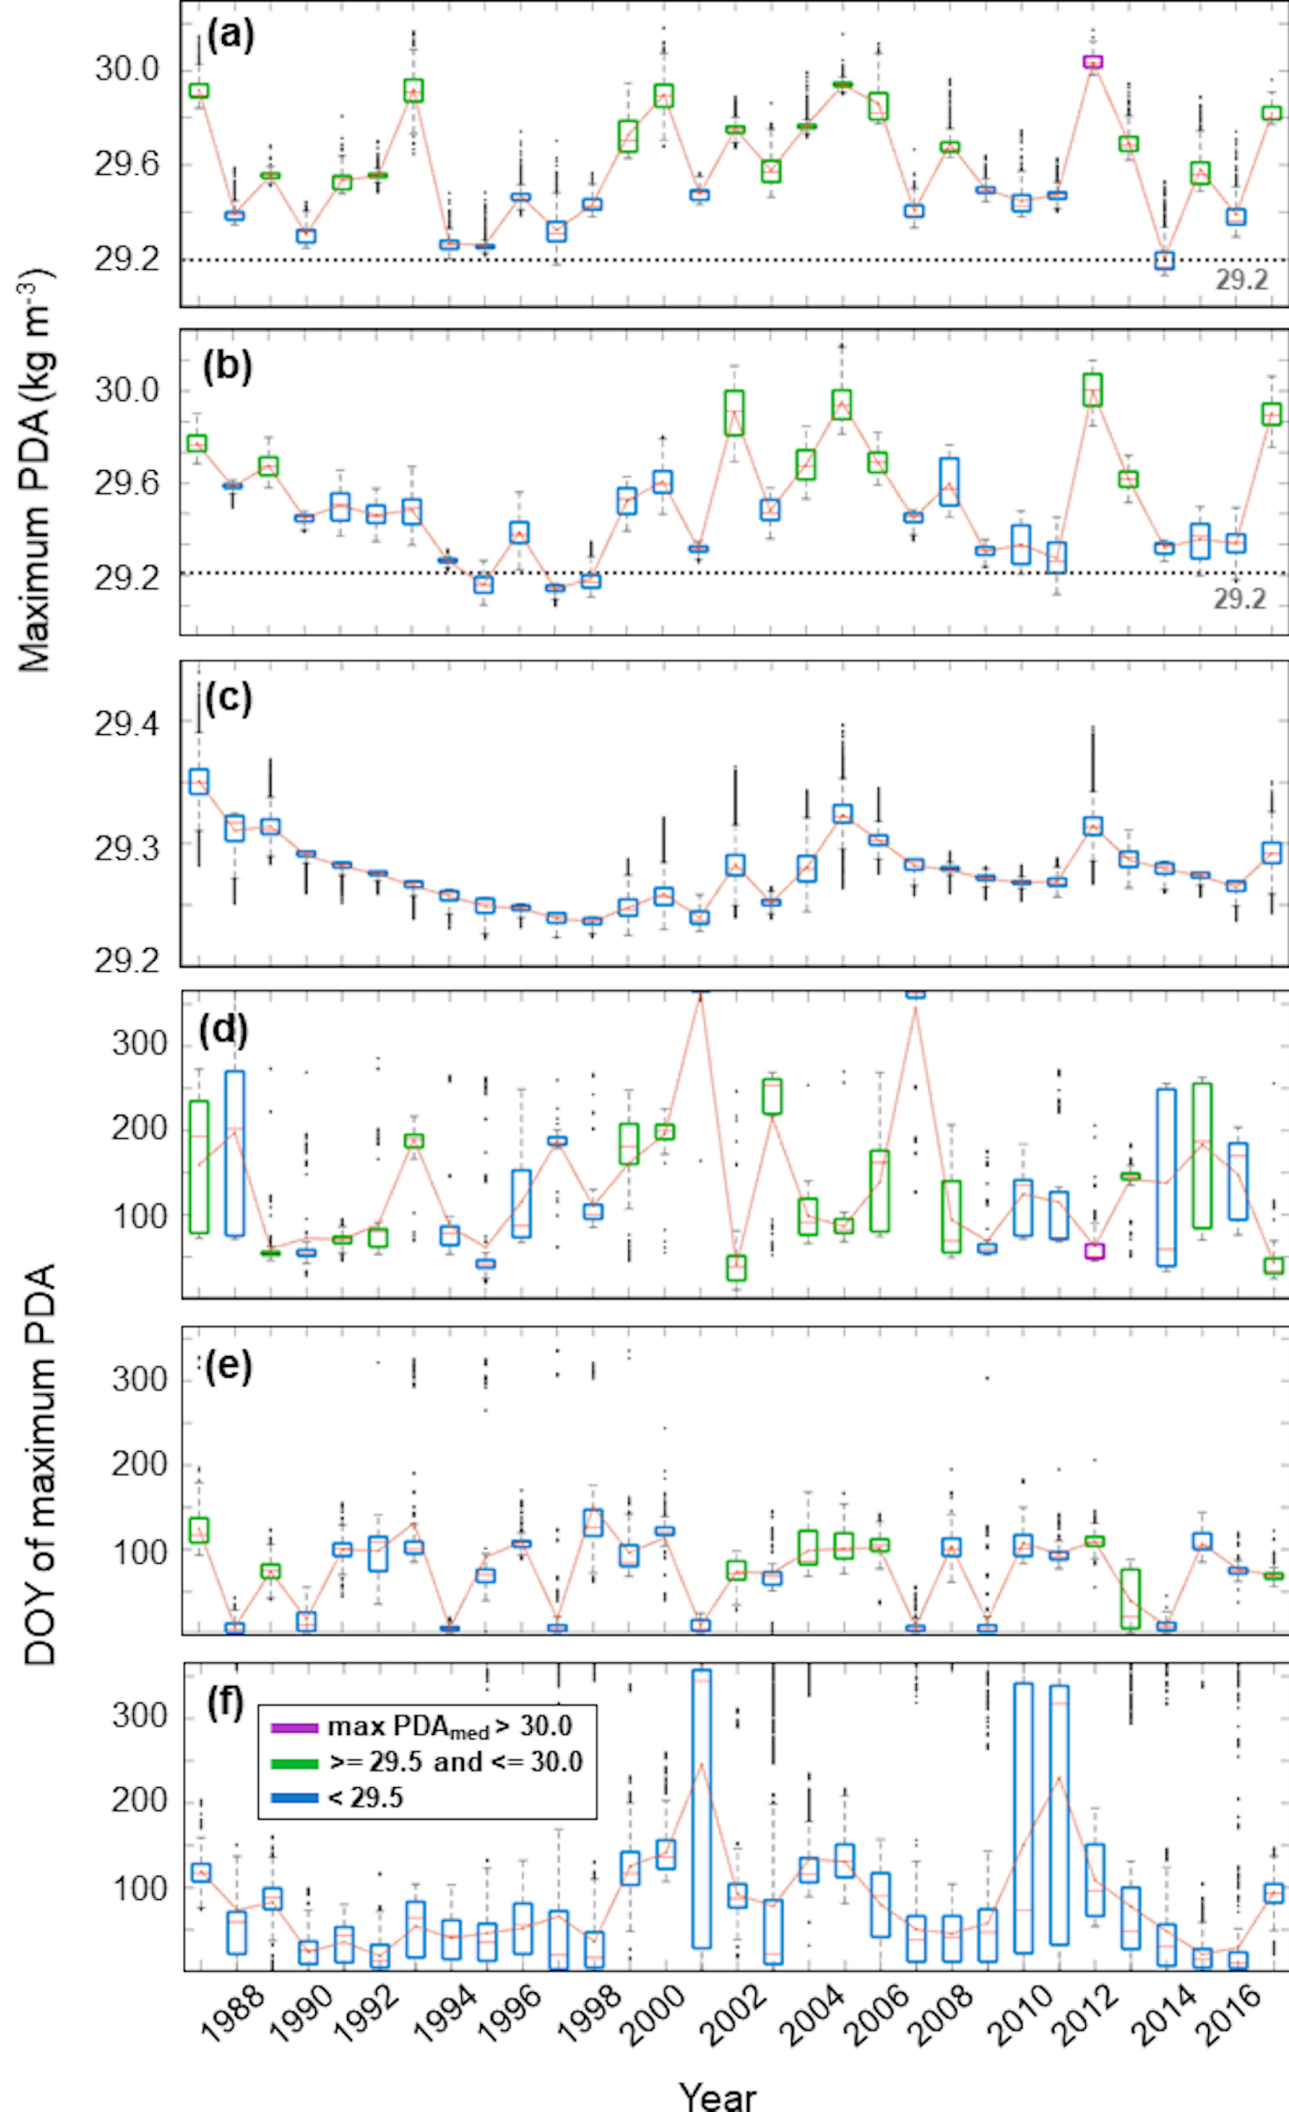 (a)
30.0
29.6
29.2
29.2
Maximum PDA (kg m⁻³)
(b)
30.0
29.6
29.2
29.2
(c)
29.4
29.3
29.2
(d)
300
200
100
DOY of maximum PDA
(e)
300
200
100
(f)
300
200
100
max PDAmed > 30.0
>= 29.5 and <= 30.0
< 29.5
1988 1990 1992 1994 1996 1998 2000 2002 2004 2006 2008 2010 2012 2014 2016
Year